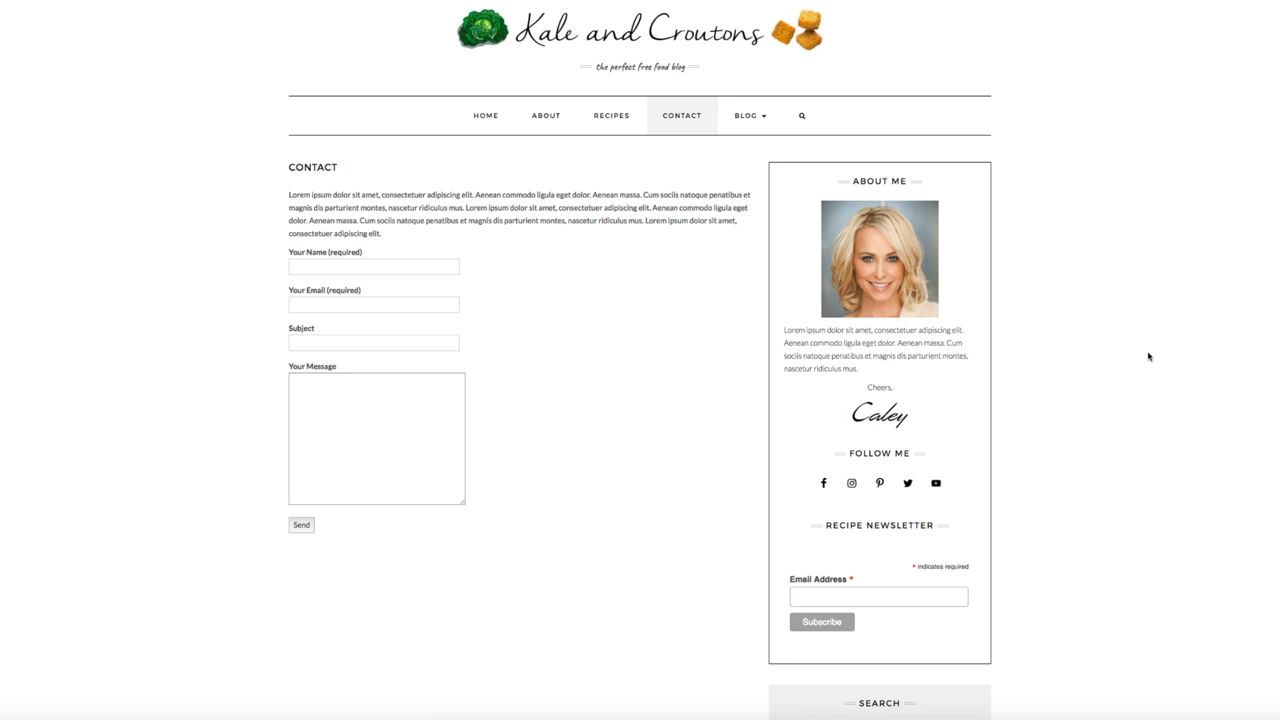 Kale and Croutons
the perfect free food blog
HOME ABOUT RECIPES CONTACT BLOG
CONTACT
Lorem ipsum dolor sit amet, consectetuer adipiscing elit. Aenean commodo ligula eget dolor. Aenean massa. Cum sociis natoque penatibus et
magnis dis parturient montes, nascetur ridiculus mus. Lorem ipsum dolor sit amet, consectetuer adipiscing elit. Aenean commodo ligula eget
dolor. Aenean massa. Cum sociis natoque penatibus et magnis dis parturient montes, nascetur ridiculus mus. Lorem ipsum dolor sit amet,
consectetuer adipiscing elit.
Your Name (required)
Your Email (required)
Subject
Your Message
Send
ABOUT ME
Lorem ipsum dolor sit amet, consectetuer adipiscing elit.
Aenean commodo ligula eget dolor. Aenean massa. Cum
sociis natoque penatibus et magnis dis parturient montes,
nascetur ridiculus mus.
Cheers,
Caley
FOLLOW ME
RECIPE NEWSLETTER
* indicates required
Email Address *
Subscribe
SEARCH